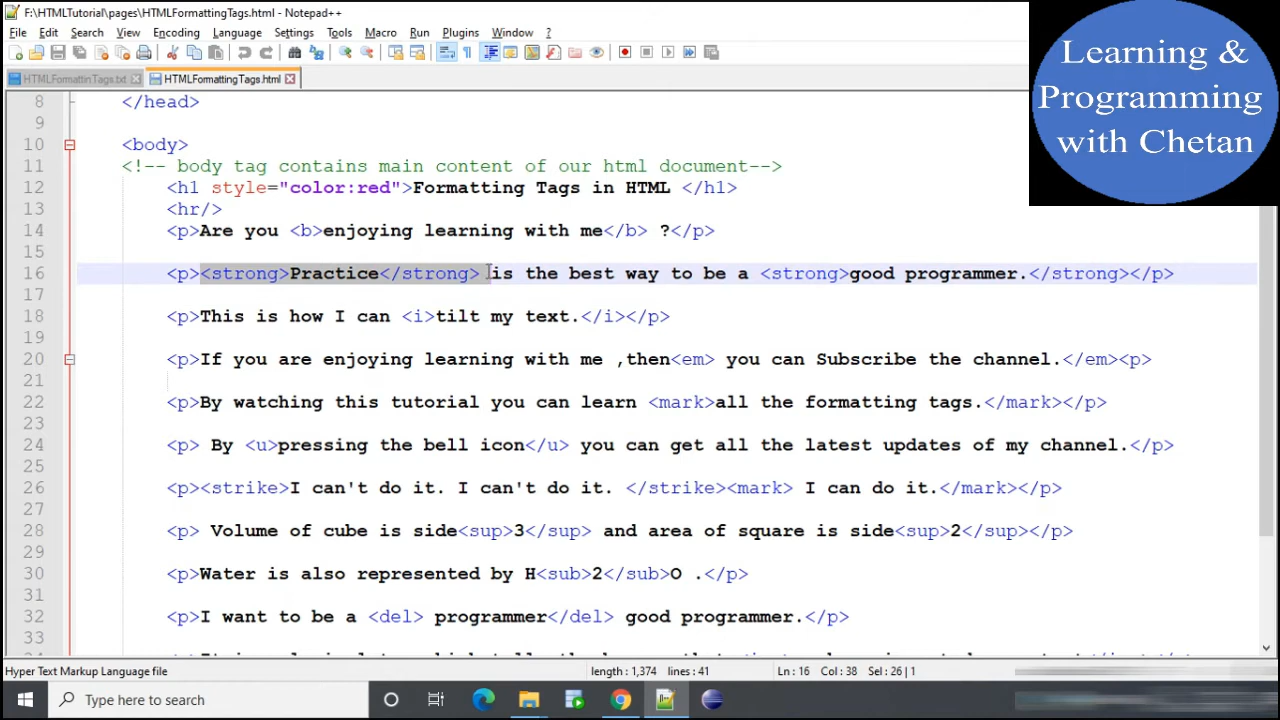 F:\HTMLTutorial\pages\HTMLFormattingTags.html - Notepad++
File Edit Search View Encoding Language Settings Tools Macro Run Plugins Window ?
HTMLFormattinTags.txt HTMLFormattingTags.html
Learning &
Programming
with Chetan
8 </head>
9
10 <body>
11 <!-- body tag contains main content of our html document-->
12 <h1 style="color:red">Formatting Tags in HTML </h1>
13 <hr/>
14 <p>Are you <b>enjoying learning with me</b> ?</p>
15
16 <p><strong>Practice</strong> is the best way to be a <strong>good programmer.</strong></p>
17
18 <p>This is how I can <i>tilt my text.</i></p>
19
20 <p>If you are enjoying learning with me ,then<em> you can Subscribe the channel.</em><p>
21
22 <p>By watching this tutorial you can learn <mark>all the formatting tags.</mark></p>
23
24 <p> By <u>pressing the bell icon</u> you can get all the latest updates of my channel.</p>
25
26 <p><strike>I can't do it. I can't do it. </strike><mark> I can do it.</mark></p>
27
28 <p> Volume of cube is side<sup>3</sup> and area of square is side<sup>2</sup></p>
29
30 <p>Water is also represented by H<sub>2</sub>O .</p>
31
32 <p>I want to be a <del> programmer</del> good programmer.</p>
33
Hyper Text Markup Language file length : 1,374 lines : 41 Ln : 16 Col : 38 Sel : 26 | 1
Type here to search